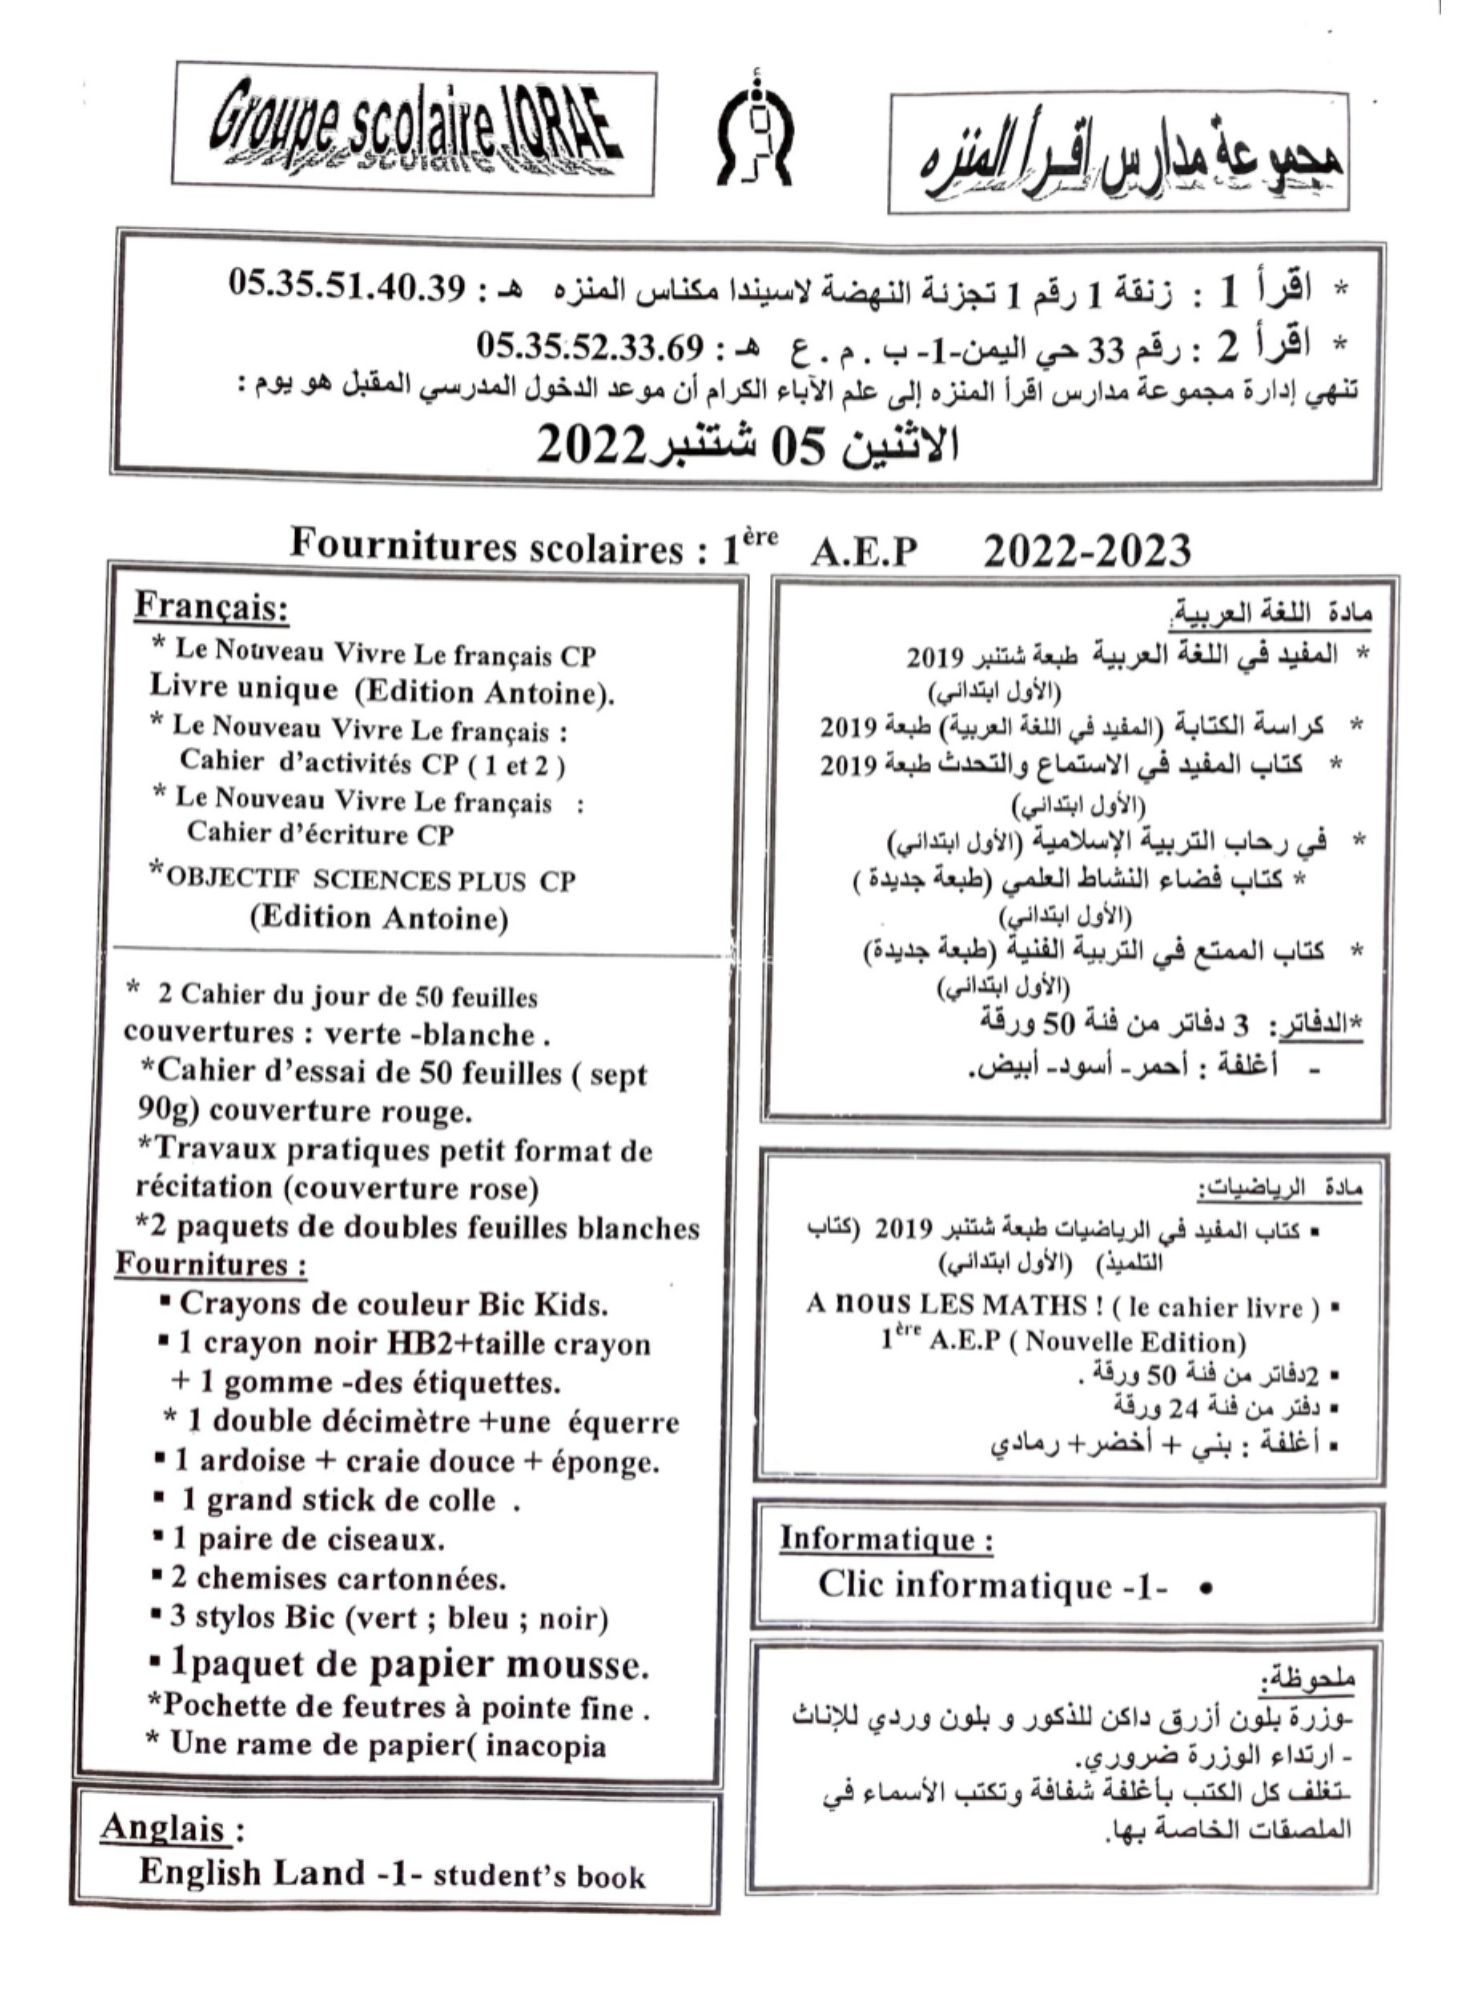 Groupe scolaire IQRAE
مجموعة مدارس اقرأ المنزه
* اقرأ 1 : زنقة 1 رقم 1 تجزئة النهضة لاسيندا مكناس المنزه هـ : 05.35.51.40.39
* اقرأ 2 : رقم 33 حي اليمن-1- ب . م . ع هـ : 05.35.52.33.69
تنهي إدارة مجموعة مدارس اقرأ المنزه إلى علم الآباء الكرام أن موعد الدخول المدرسي المقبل هو يوم :
الاثنين 05 شتنبر2022
Fournitures scolaires : 1ère A.E.P 2022-2023
Français:
* Le Nouveau Vivre Le français CP
Livre unique (Edition Antoine).
* Le Nouveau Vivre Le français :
Cahier d'activités CP ( 1 et 2 )
* Le Nouveau Vivre Le français :
Cahier d'écriture CP
*OBJECTIF SCIENCES PLUS CP
(Edition Antoine)
* 2 Cahier du jour de 50 feuilles
couvertures : verte -blanche .
*Cahier d'essai de 50 feuilles ( sept
90g) couverture rouge.
*Travaux pratiques petit format de
récitation (couverture rose)
*2 paquets de doubles feuilles blanches
Fournitures :
▪ Crayons de couleur Bic Kids.
▪ 1 crayon noir HB2+taille crayon
+ 1 gomme -des étiquettes.
* 1 double décimètre +une équerre
▪ 1 ardoise + craie douce + éponge.
▪ 1 grand stick de colle .
▪ 1 paire de ciseaux.
▪ 2 chemises cartonnées.
▪ 3 stylos Bic (vert ; bleu ; noir)
▪ 1paquet de papier mousse.
*Pochette de feutres à pointe fine .
* Une rame de papier( inacopia
Anglais :
English Land -1- student's book
مادة اللغة العربية:
* المفيد في اللغة العربية طبعة شتنبر 2019
(الأول ابتدائي)
* كراسة الكتابة (المفيد في اللغة العربية) طبعة 2019
* كتاب المفيد في الاستماع والتحدث طبعة 2019
(الأول ابتدائي)
* في رحاب التربية الإسلامية (الأول ابتدائي)
* كتاب فضاء النشاط العلمي (طبعة جديدة )
(الأول ابتدائي)
* كتاب الممتع في التربية الفنية (طبعة جديدة)
(الأول ابتدائي)
*الدفاتر: 3 دفاتر من فئة 50 ورقة
- أغلفة : أحمر- أسود- أبيض.
مادة الرياضيات:
▪ كتاب المفيد في الرياضيات طبعة شتنبر 2019 (كتاب
التلميذ) (الأول ابتدائي)
A nous LES MATHS ! ( le cahier livre ) ▪
1ère A.E.P ( Nouvelle Edition)
▪ 2دفاتر من فئة 50 ورقة .
▪ دفتر من فئة 24 ورقة
▪ أغلفة : بني + أخضر+ رمادي
Informatique :
Clic informatique -1- •
ملحوظة:
-وزرة بلون أزرق داكن للذكور و بلون وردي للإناث
- ارتداء الوزرة ضروري.
-تغلف كل الكتب بأغلفة شفافة وتكتب الأسماء في
الملصقات الخاصة بها.